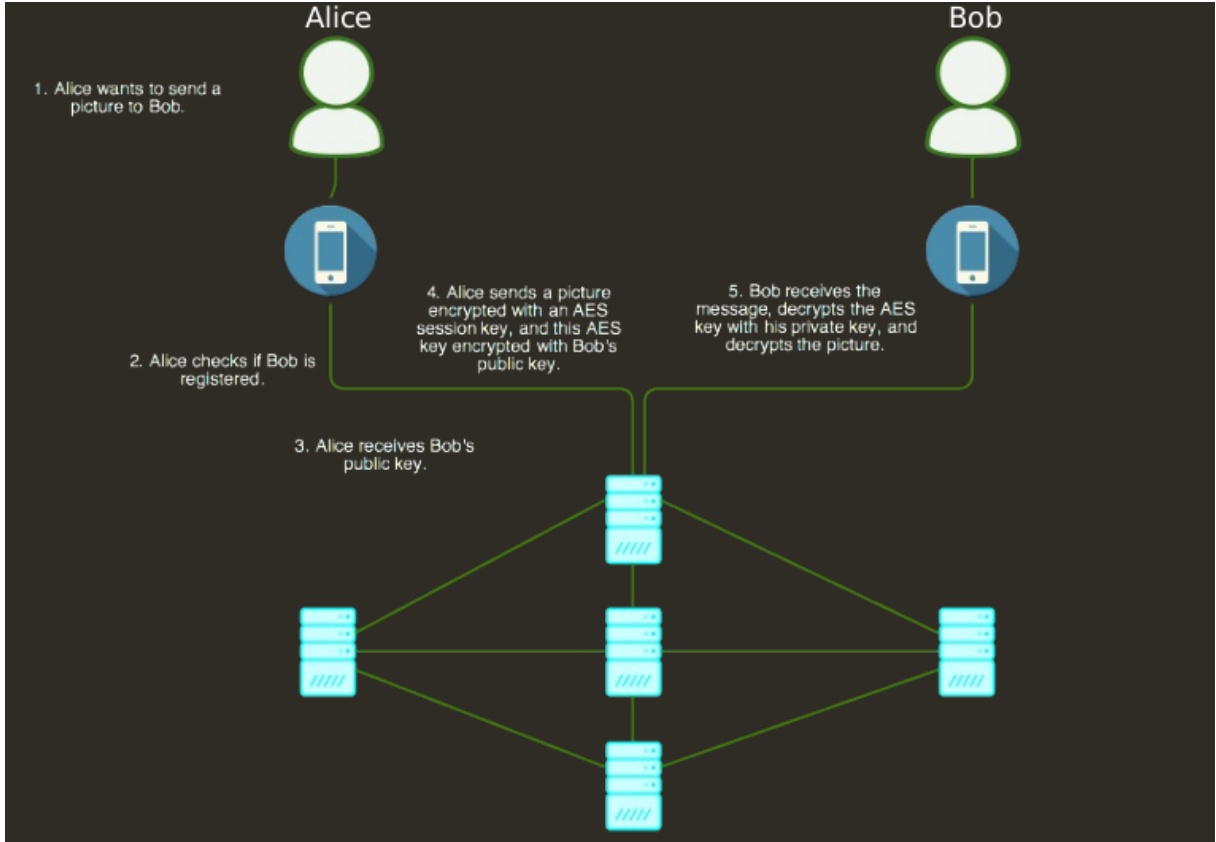 Alice
Bob
1. Alice wants to send a
picture to Bob.
4. Alice sends a picture
encrypted with an AES
session key, and this AES
key encrypted with Bob's
public key.
5. Bob receives the
message, decrypts the AES
key with his private key, and
decrypts the picture.
2. Alice checks if Bob is
registered.
3. Alice receives Bob's
public key.